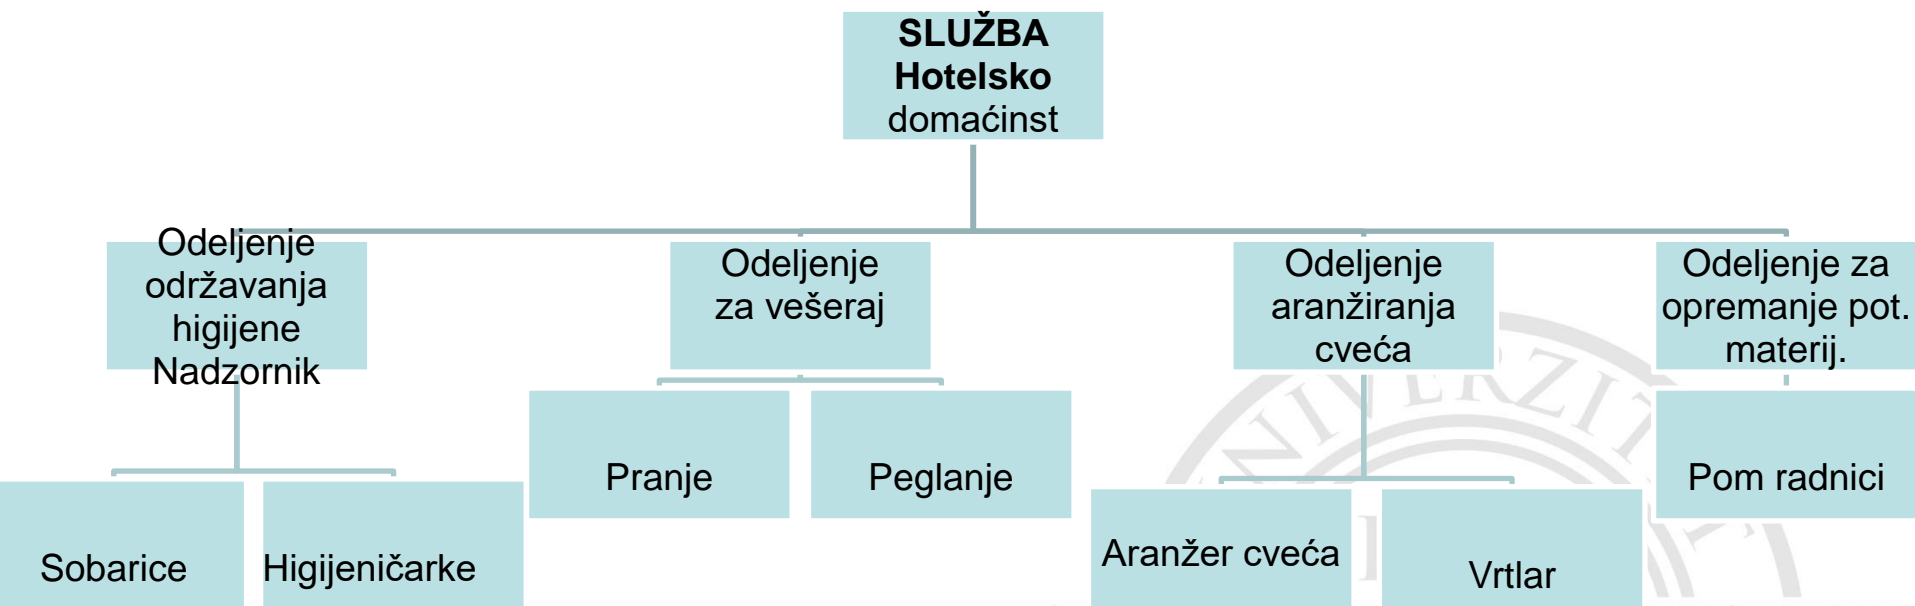 SLUŽBA
Hotelsko
domaćinst
Odeljenje
održavanja
higijene
Nadzornik
Odeljenje
za vešeraj
Odeljenje
aranžiranja
cveća
Odeljenje za
opremanje pot.
materij.
Pranje
Peglanje
Pom radnici
Sobarice
Higijeničarke
Aranžer cveća
Vrtlar